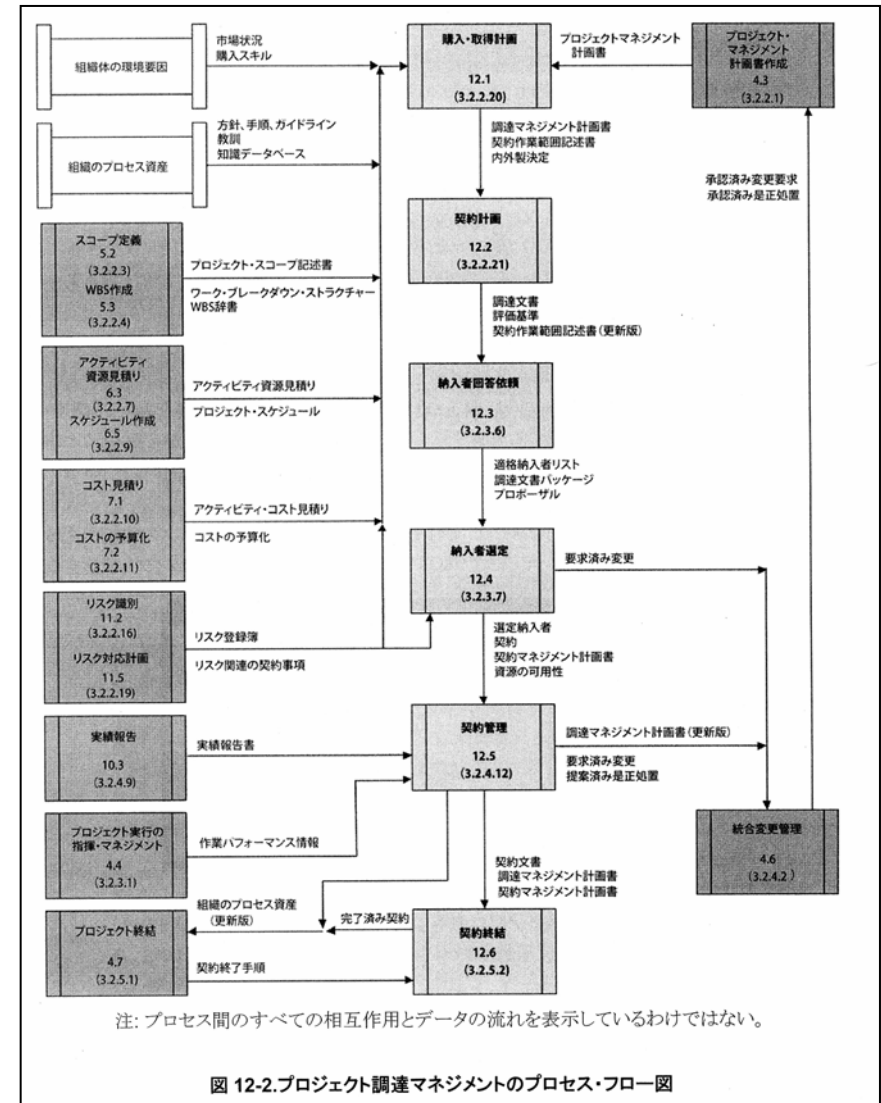 組織体の環境要因
市場状況
購入スキル
購入・取得計画
12.1
(3.2.2.20)
プロジェクトマネジメント
計画書
プロジェクト・
マネジメント
計画書作成
4.3
(3.2.2.1)
組織のプロセス資産
方針、手順、ガイドライン
教訓
知識データベース
調達マネジメント計画書
契約作業範囲記述書
内外製決定
承認済み変更要求
承認済み是正処置
契約計画
12.2
(3.2.2.21)
スコープ定義
5.2
(3.2.2.3)
WBS作成
5.3
(3.2.2.4)
プロジェクト・スコープ記述書
ワーク・ブレークダウン・ストラクチャー
WBS辞書
調達文書
評価基準
契約作業範囲記述書(更新版)
アクティビティ
資源見積り
6.3
(3.2.2.7)
スケジュール作成
6.5
(3.2.2.9)
アクティビティ資源見積り
プロジェクト・スケジュール
納入者回答依頼
12.3
(3.2.3.6)
適格納入者リスト
調達文書パッケージ
プロポーザル
コスト見積り
7.1
(3.2.2.10)
コストの予算化
7.2
(3.2.2.11)
アクティビティ・コスト見積り
コストの予算化
納入者選定
12.4
(3.2.3.7)
要求済み変更
リスク識別
11.2
(3.2.2.16)
リスク対応計画
11.5
(3.2.2.19)
リスク登録簿
リスク関連の契約事項
選定納入者
契約
契約マネジメント計画書
資源の可用性
実績報告
10.3
(3.2.4.9)
実績報告書
契約管理
12.5
(3.2.4.12)
調達マネジメント計画書(更新版)
要求済み変更
提案済み是正処置
プロジェクト実行の
指揮・マネジメント
4.4
(3.2.3.1)
作業パフォーマンス情報
契約文書
調達マネジメント計画書
契約マネジメント計画書
統合変更管理
4.6
(3.2.4.2 )
プロジェクト終結
4.7
(3.2.5.1)
組織のプロセス資産
(更新版)
完了済み契約
契約終了手順
契約終結
12.6
(3.2.5.2)
注: プロセス間のすべての相互作用とデータの流れを表示しているわけではない。
図 12-2.プロジェクト調達マネジメントのプロセス・フロー図